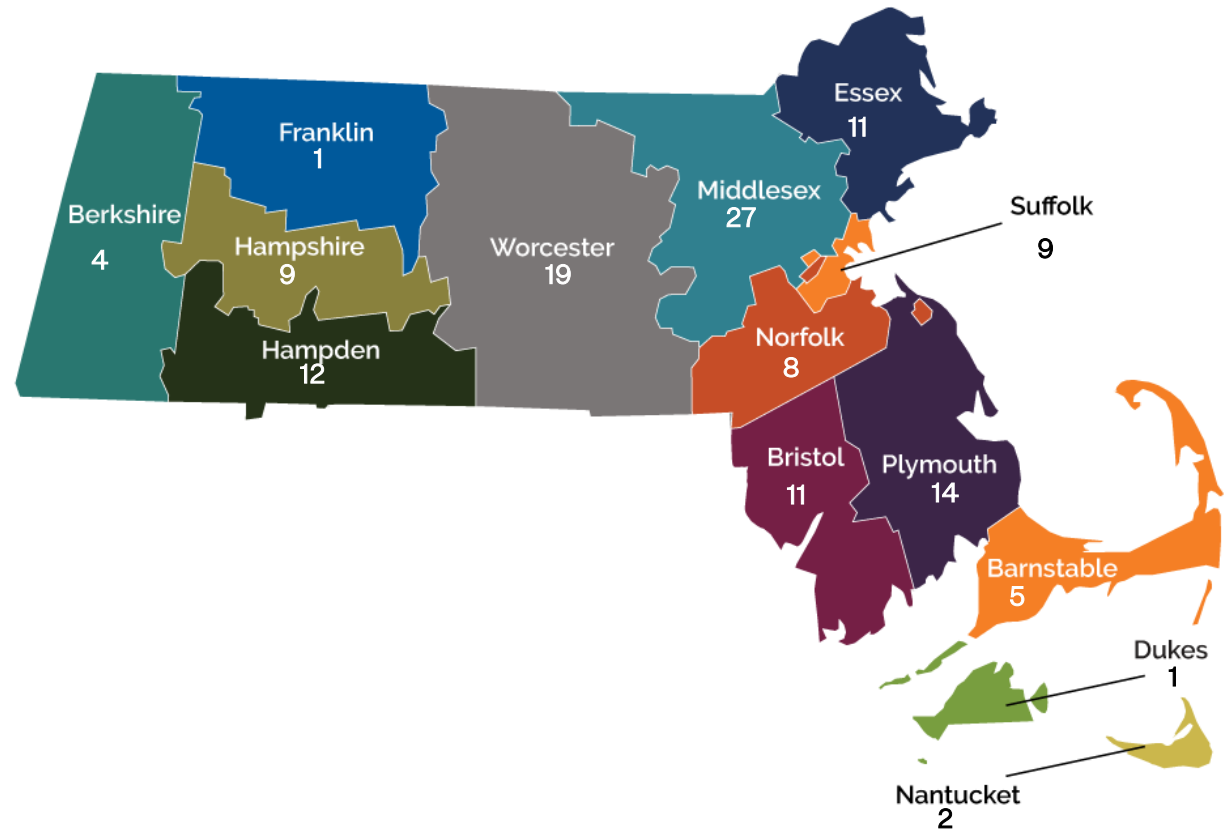 Essex
11
Franklin
1
Middlesex
27
Berkshire
4
Suffolk
9
Hampshire
9
Worcester
19
Norfolk
8
Hampden
12
Bristol
11
Plymouth
14
Barnstable
5
Dukes
1
Nantucket
2